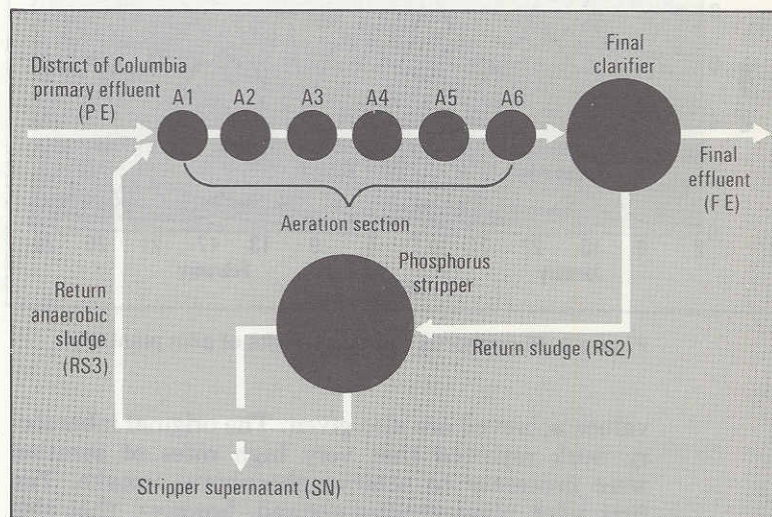 District of Columbia
primary effluent
(P E)
A1 A2 A3 A4 A5 A6
Final
clarifier
Final
effluent
(F E)
Aeration section
Phosphorus
stripper
Return
anaerobic
sludge
(RS3)
Return sludge (RS2)
Stripper supernatant (SN)